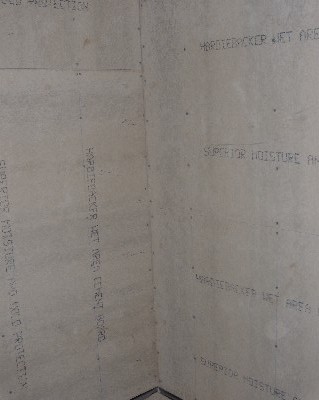 MOLD PROTECTION
HARDIEBACKER WET AREA
SUPERIOR MOISTURE AN
HARDIEBACKER WET AREA CEMENT BOARD
SUPERIOR MOISTURE AND MOLD PROTECTION
HARDIEBACKER WET AREA
SUPERIOR MOISTURE